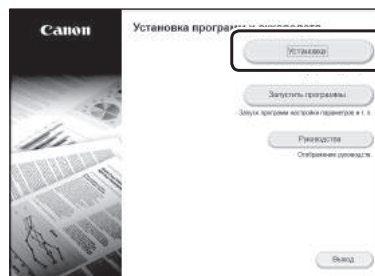 Canon
Установка программ и руководств
Установка
Запустить программы
Запуск программ настройки параметров и т. п.
Руководства
Отображение руководств.
Выход